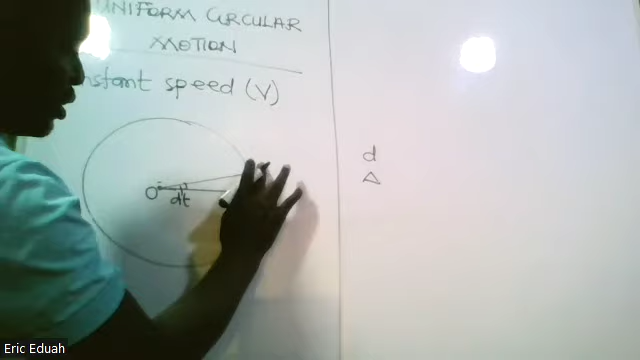 UNIFORM CIRCULAR
MOTION
nstant speed (V)
O
dt
d
Δ
Eric Eduah